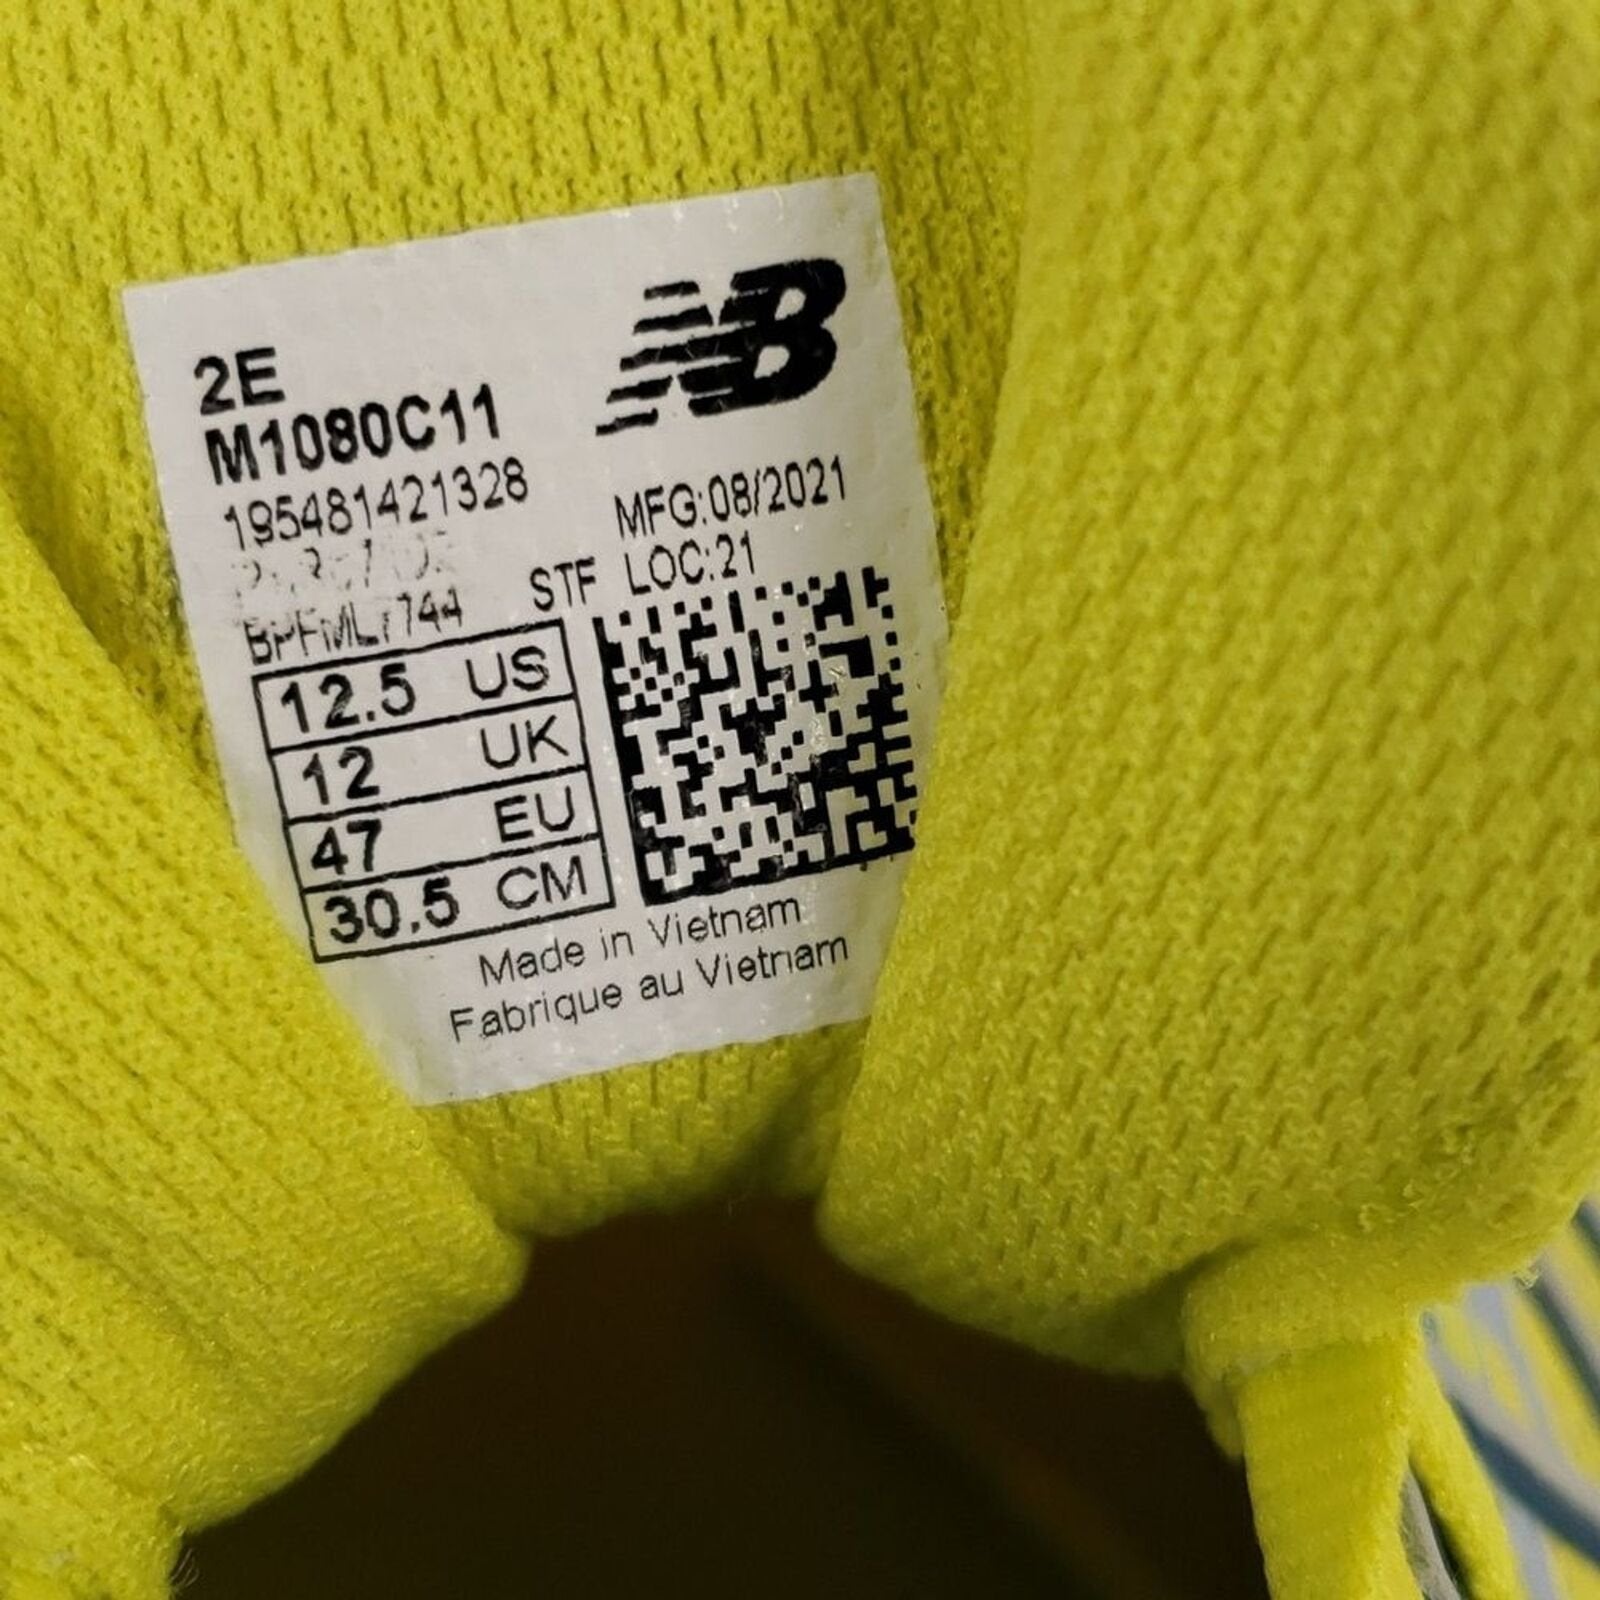 2E
M1080C11
195481421328
NB
MFG:08/2021
STF LOC:21
12.5 US
12 UK
47 EU
30.5 CM
Made in Vietnam
Fabrique au Vietnam